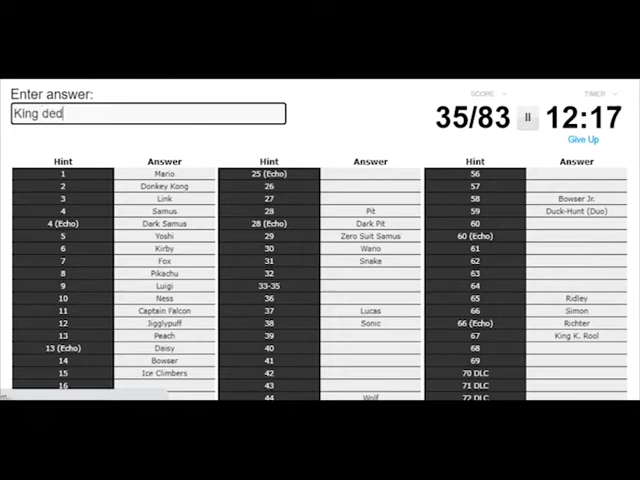 Enter answer:
King ded
SCORE
35/83
TIMER
12:17
Give Up
Hint Answer
1 Mario
2 Donkey Kong
3 Link
4 Samus
4 (Echo) Dark Samus
5 Yoshi
6 Kirby
7 Fox
8 Pikachu
9 Luigi
10 Ness
11 Captain Falcon
12 Jigglypuff
13 Peach
13 (Echo) Daisy
14 Bowser
15 Ice Climbers
16
Hint Answer
25 (Echo)
26
27
28 Pit
28 (Echo) Dark Pit
29 Zero Suit Samus
30 Wario
31 Snake
32
33-35
36
37 Lucas
38 Sonic
39
40
41
42
43
44 Wolf
Hint Answer
56
57
58 Bowser Jr.
59 Duck-Hunt (Duo)
60
60 (Echo)
61
62
63
64
65 Ridley
66 Simon
66 (Echo) Richter
67 King K. Rool
68
69
70 DLC
71 DLC
72 DLC